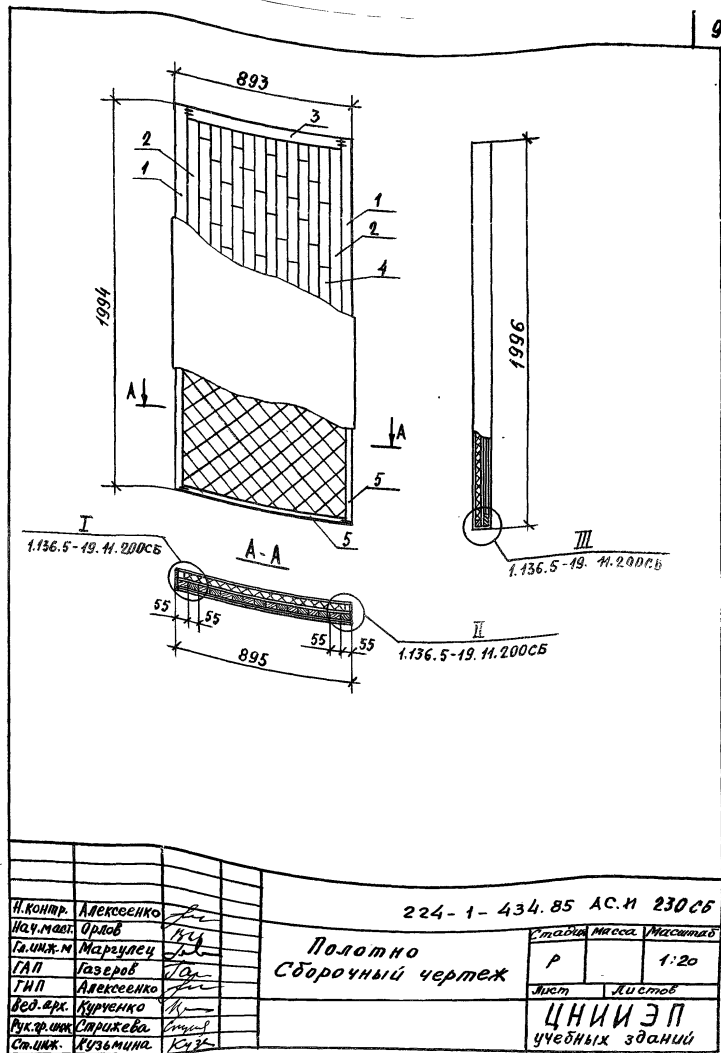 9
893
3
2
1
1
2
4
1994
1996
А
А
5
5
I
1.136.5-19.11.200СБ
А-А
III
1.136.5-19.11.200СБ
55
55
55
55
II
1.136.5-19.11.200СБ
895
224-1-434.85 АС.И 230СБ
Н.контр. Алексеенко
Нач.маст. Орлов
Гл.инж.м Маргулец
ГАП Газеров
ГИП Алексеенко
Вед.арх. Курченко
Рук.гр.инж Стрижева
Ст.инж. Кузьмина
Полотно
Сборочный чертеж
Стадия Масса Масштаб
Р 1:20
Лист Листов
ЦНИИЭП
учебных зданий